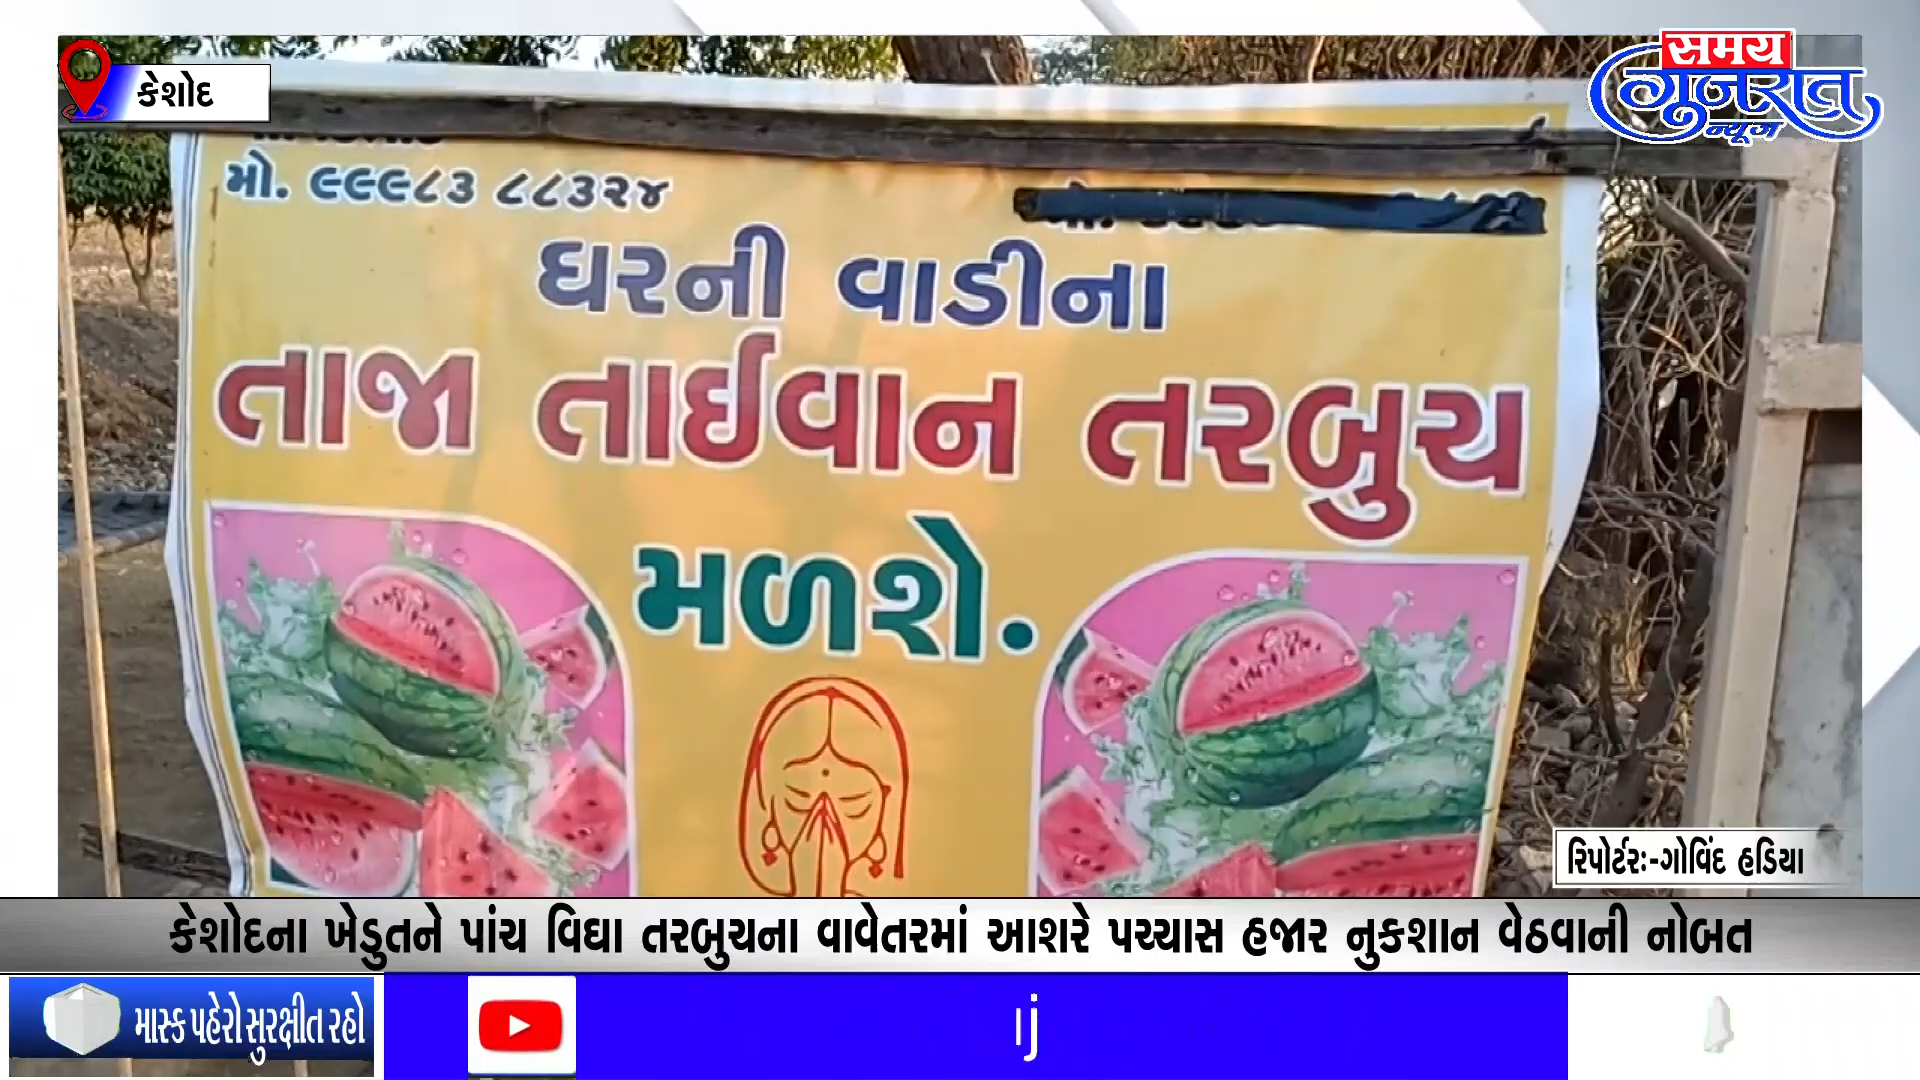 કેશોદ
સમય
ગુજરાત
ન્યૂજ
મો. ૯૯૯૮૩ ૮૮૩૨૪
ઘરની વાડીના
તાજા તાઈવાન તરબુચ
મળશે.
રિપોર્ટરઃ-ગોવિંદ હડિયા
કેશોદના ખેડુતને પાંચ વિઘા તરબુચના વાવેતરમાં આશરે પચ્ચાસ હજાર નુકશાન વેઠવાની નોબત
માસ્ક પહેરો સુરક્ષીત રહો